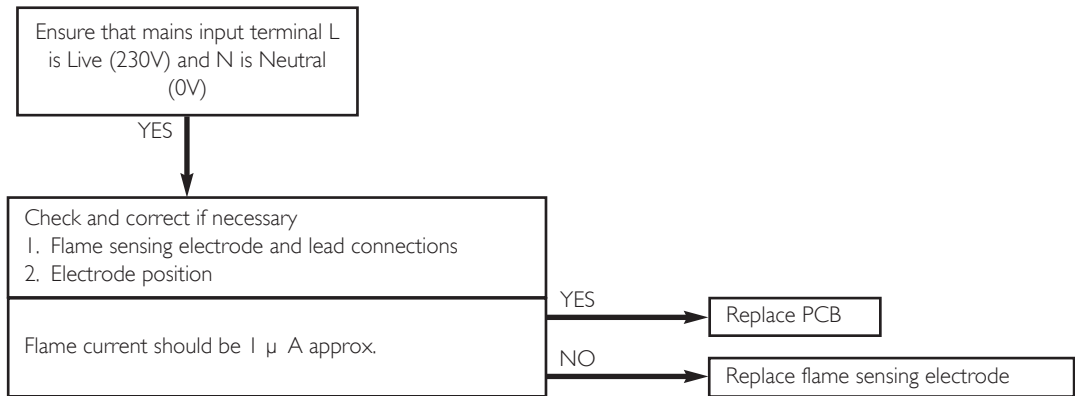 Ensure that mains input terminal L
is Live (230V) and N is Neutral
(0V)
YES
Check and correct if necessary
1. Flame sensing electrode and lead connections
2. Electrode position
Flame current should be 1 μ A approx.
YES
Replace PCB
NO
Replace flame sensing electrode